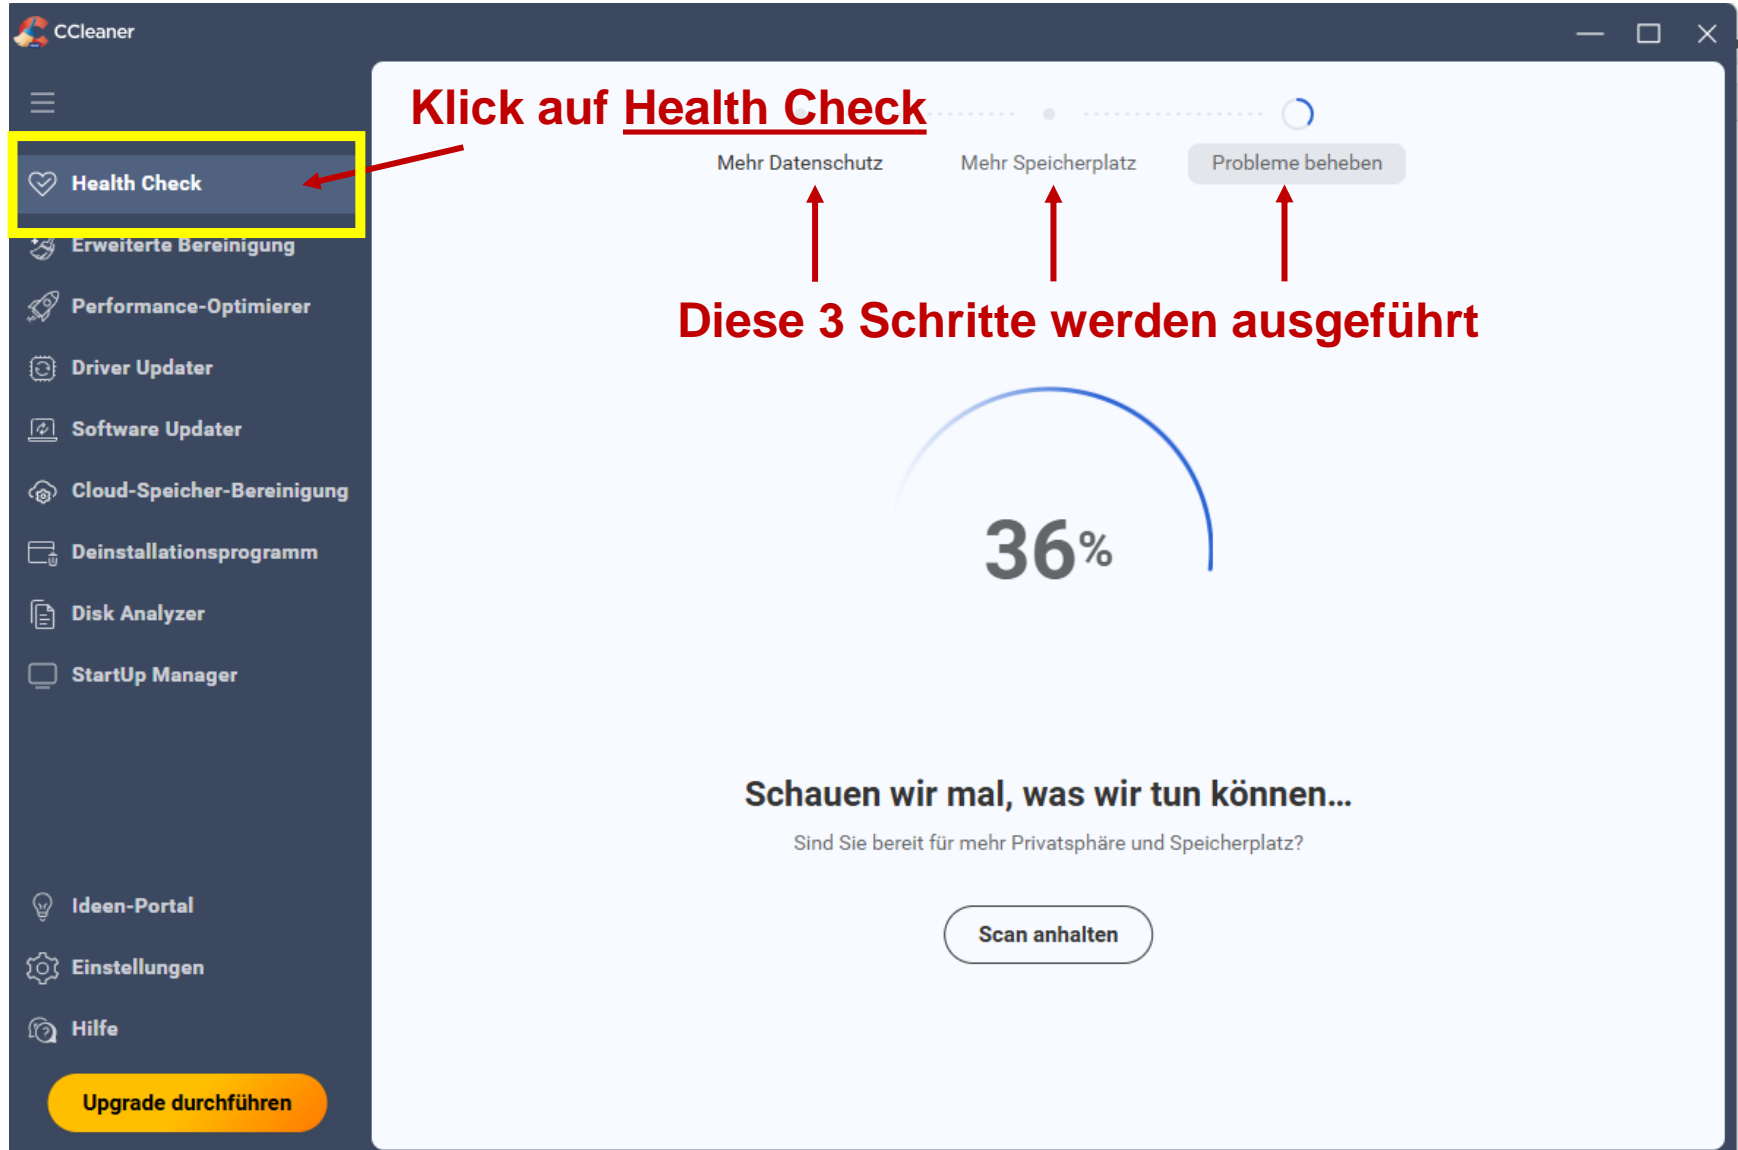 CCleaner
Klick auf Health Check
Mehr Datenschutz
Mehr Speicherplatz
Probleme beheben
Diese 3 Schritte werden ausgeführt
Health Check
Erweiterte Bereinigung
Performance-Optimierer
Driver Updater
Software Updater
Cloud-Speicher-Bereinigung
Deinstallationsprogramm
Disk Analyzer
StartUp Manager
36%
Schauen wir mal, was wir tun können...
Sind Sie bereit für mehr Privatsphäre und Speicherplatz?
Scan anhalten
Ideen-Portal
Einstellungen
Hilfe
Upgrade durchführen